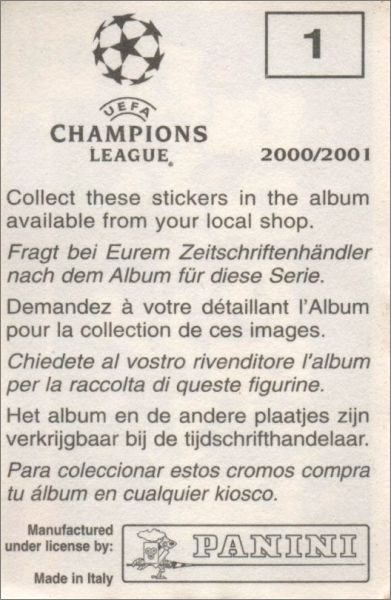 1
UEFA
CHAMPIONS
LEAGUE®
2000/2001
Collect these stickers in the album
available from your local shop.
Fragt bei Eurem Zeitschriftenhändler
nach dem Album für diese Serie.
Demandez à votre détaillant l'Album
pour la collection de ces images.
Chiedete al vostro rivenditore l'album
per la raccolta di queste figurine.
Het album en de andere plaatjes zijn
verkrijgbaar bij de tijdschrifthandelaar.
Para coleccionar estos cromos compra
tu álbum en cualquier kiosco.
Manufactured
under license by:
PANINI
Made in Italy